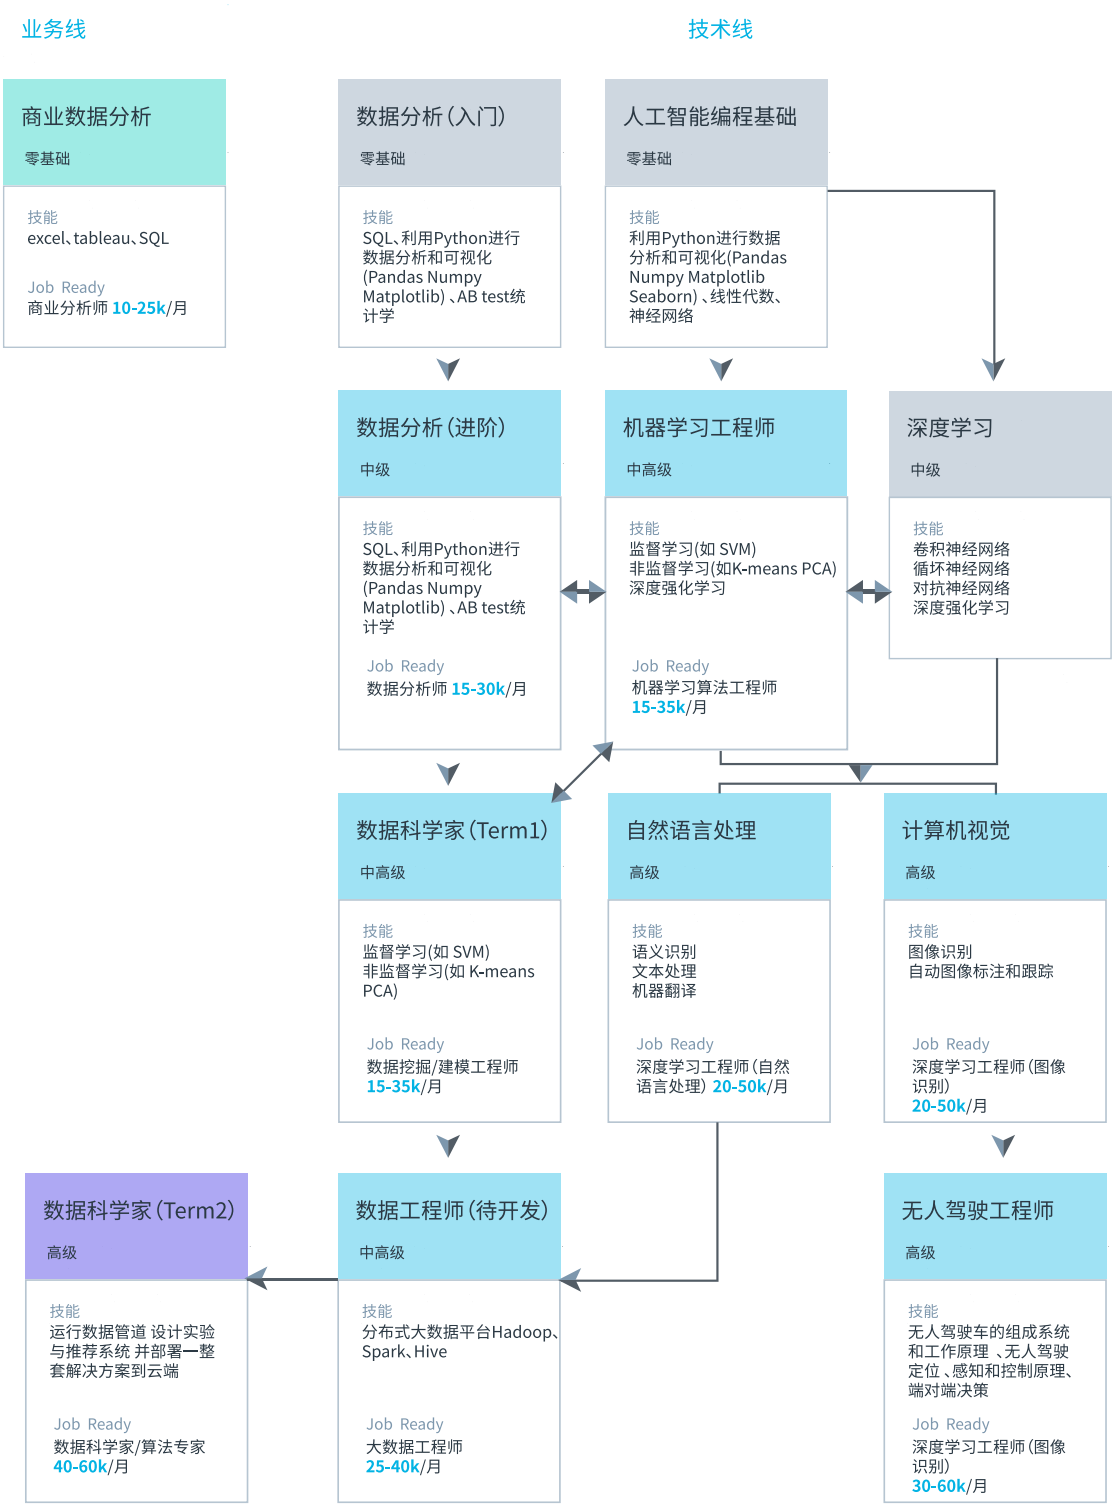 业务线
技术线
商业数据分析
零基础
技能
excel、tableau、SQL
Job Ready
商业分析师 10-25k/月
数据分析（入门）
零基础
技能
SQL、利用Python进行
数据分析和可视化
(Pandas Numpy
Matplotlib) 、AB test统
计学
人工智能编程基础
零基础
技能
利用Python进行数据
分析和可视化(Pandas
Numpy Matplotlib
Seaborn) 、线性代数、
神经网络
数据分析（进阶）
中级
技能
SQL、利用Python进行
数据分析和可视化
(Pandas Numpy
Matplotlib) 、AB test统
计学
Job Ready
数据分析师 15-30k/月
机器学习工程师
中高级
技能
监督学习(如 SVM)
非监督学习(如K-means PCA)
深度强化学习
Job Ready
机器学习算法工程师
15-35k/月
深度学习
中级
技能
卷积神经网络
循坏神经网络
对抗神经网络
深度强化学习
数据科学家（Term1）
中高级
技能
监督学习(如 SVM)
非监督学习(如 K-means
PCA)
Job Ready
数据挖掘/建模工程师
15-35k/月
自然语言处理
高级
技能
语义识别
文本处理
机器翻译
Job Ready
深度学习工程师（自然
语言处理） 20-50k/月
计算机视觉
高级
技能
图像识别
自动图像标注和跟踪
Job Ready
深度学习工程师（图像
识别）
20-50k/月
数据科学家（Term2）
高级
技能
运行数据管道 设计实验
与推荐系统 并部署一整
套解决方案到云端
Job Ready
数据科学家/算法专家
40-60k/月
数据工程师（待开发）
中高级
技能
分布式大数据平台Hadoop、
Spark、Hive
Job Ready
大数据工程师
25-40k/月
无人驾驶工程师
高级
技能
无人驾驶车的组成系统
和工作原理 、无人驾驶
定位 、感知和控制原理、
端对端决策
Job Ready
深度学习工程师（图像
识别）
30-60k/月